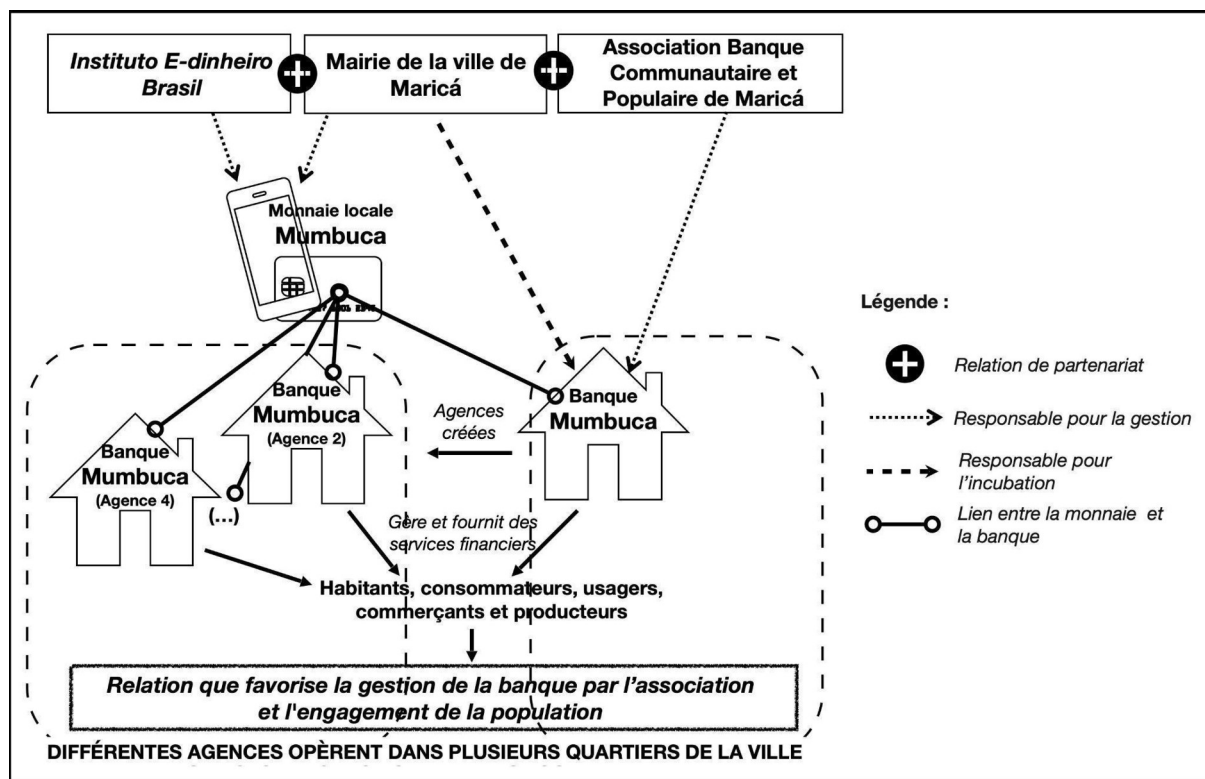 Instituto E-dinheiro
Brasil
Mairie de la ville de
Maricá
Association Banque
Communautaire et
Populaire de Maricá
Monnaie locale
Mumbuca
Banque
Mumbuca
(Agence 2)
Banque
Mumbuca
(Agence 4)
(...)
Agences
créées
Banque
Mumbuca
Gère et fournit des
services financiers
Habitants, consommateurs, usagers,
commerçants et producteurs
Relation que favorise la gestion de la banque par l’association
et l'engagement de la population
DIFFÉRENTES AGENCES OPÈRENT DANS PLUSIEURS QUARTIERS DE LA VILLE
Légende :
Relation de partenariat
Responsable pour la gestion
Responsable pour
l’incubation
Lien entre la monnaie et
la banque